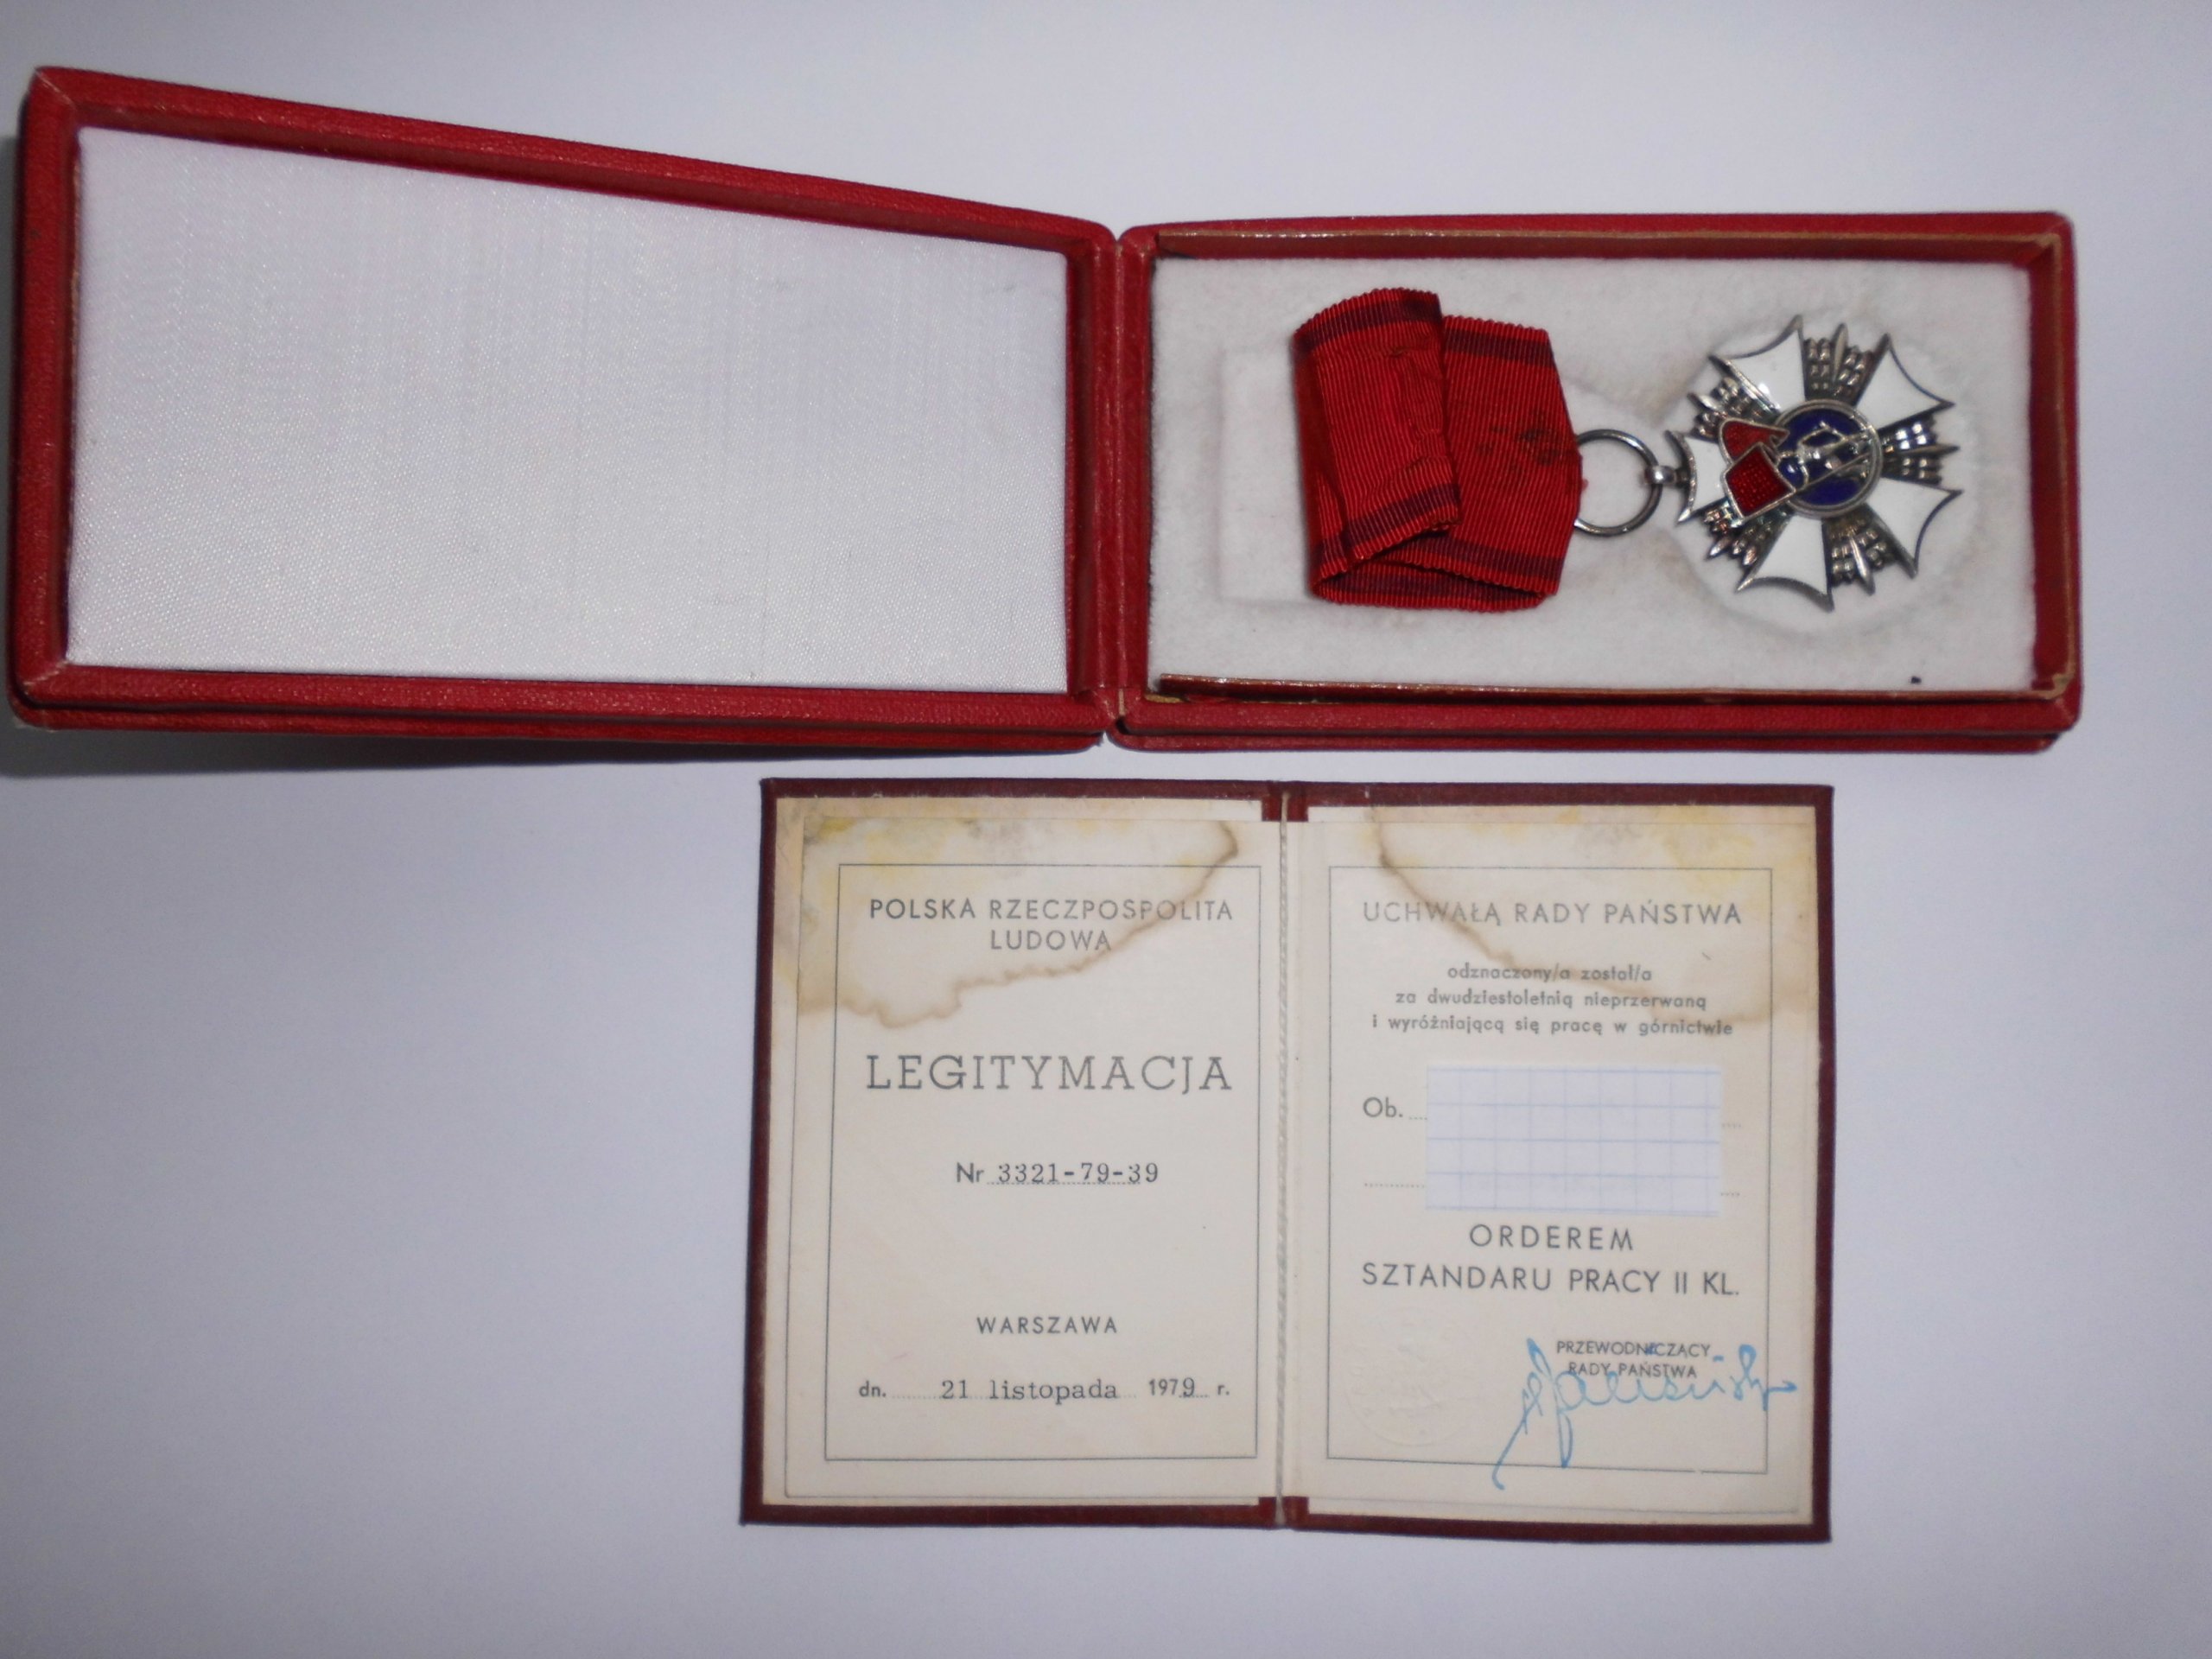 POLSKA RZECZPOSPOLITA
LUDOWA
LEGITYMACJA
Nr 3321-79-39
WARSZAWA
dn. 21 listopada 1979 r.
UCHWAŁĄ RADY PAŃSTWA
odznaczony/a został/a
za dwudziestoletnią nieprzerwaną
i wyróżniającą się pracę w górnictwie
Ob.
ORDEREM
SZTANDARU PRACY II KL.
PRZEWODNICZĄCY
RADY PAŃSTWA